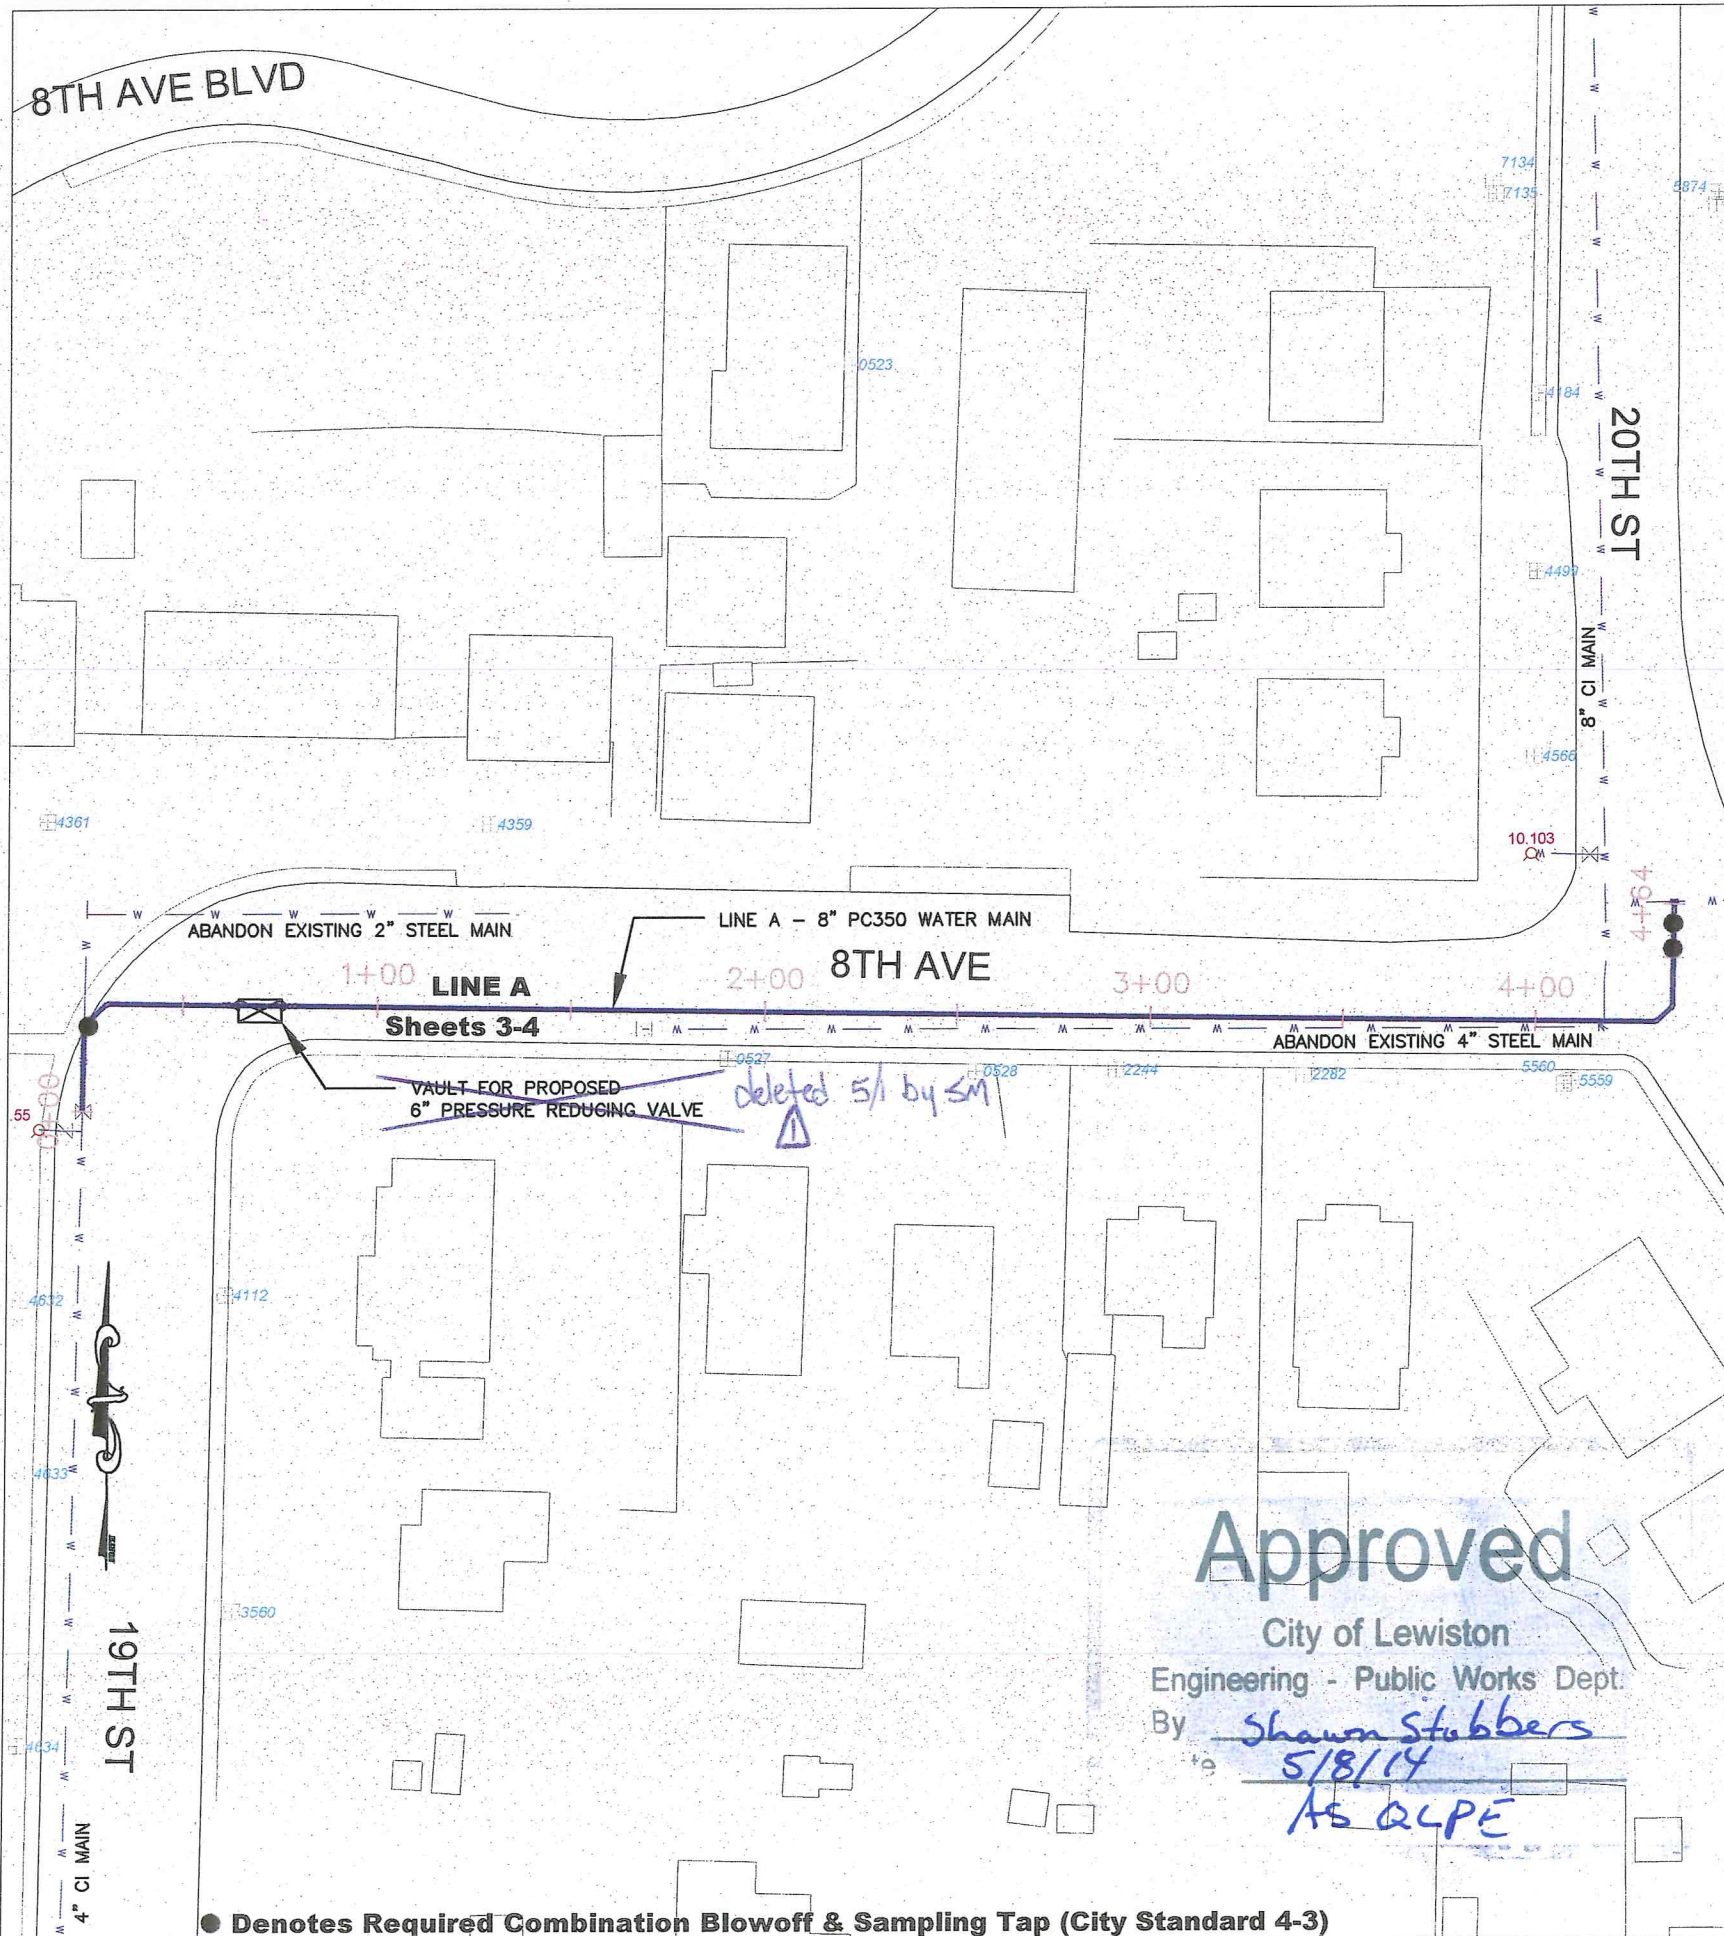 8TH AVE BLVD
7134
7135
5874
0523
4184
20TH ST
4499
8" CI MAIN
4566
4361
4359
10.103
4+64
ABANDON EXISTING 2" STEEL MAIN
LINE A - 8" PC350 WATER MAIN
8TH AVE
1+00
LINE A
2+00
3+00
4+00
Sheets 3-4
ABANDON EXISTING 4" STEEL MAIN
0527
0528
2244
2282
5560
5559
VAULT FOR PROPOSED
6" PRESSURE REDUCING VALVE
deleted 5/1 by SM
1
0+00
.55
4632
4112
4633
3560
19TH ST
4634
4" CI MAIN
Approved
City of Lewiston
Engineering - Public Works Dept.
By Shawn Stubbers
te 5/8/14
AS QLPE
● Denotes Required Combination Blowoff & Sampling Tap (City Standard 4-3)
W W W W W W W W W W W W W W W W W W W W W W W W W W W W W W W W W W W W W W W W